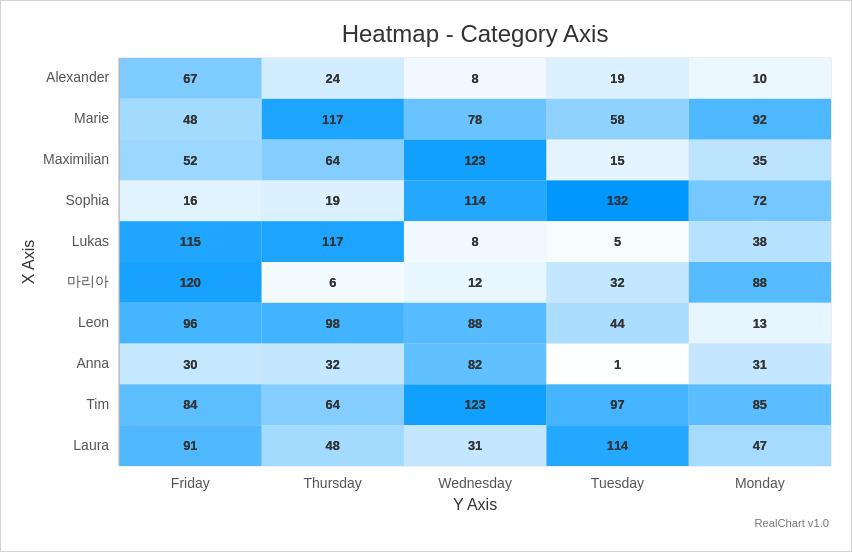 Heatmap - Category Axis
Alexander 67 24 8 19 10
Marie 48 117 78 58 92
Maximilian 52 64 123 15 35
Sophia 16 19 114 132 72
Lukas 115 117 8 5 38
마리아 120 6 12 32 88
Leon 96 98 88 44 13
Anna 30 32 82 1 31
Tim 84 64 123 97 85
Laura 91 48 31 114 47
X Axis
Friday Thursday Wednesday Tuesday Monday
Y Axis
RealChart v1.0